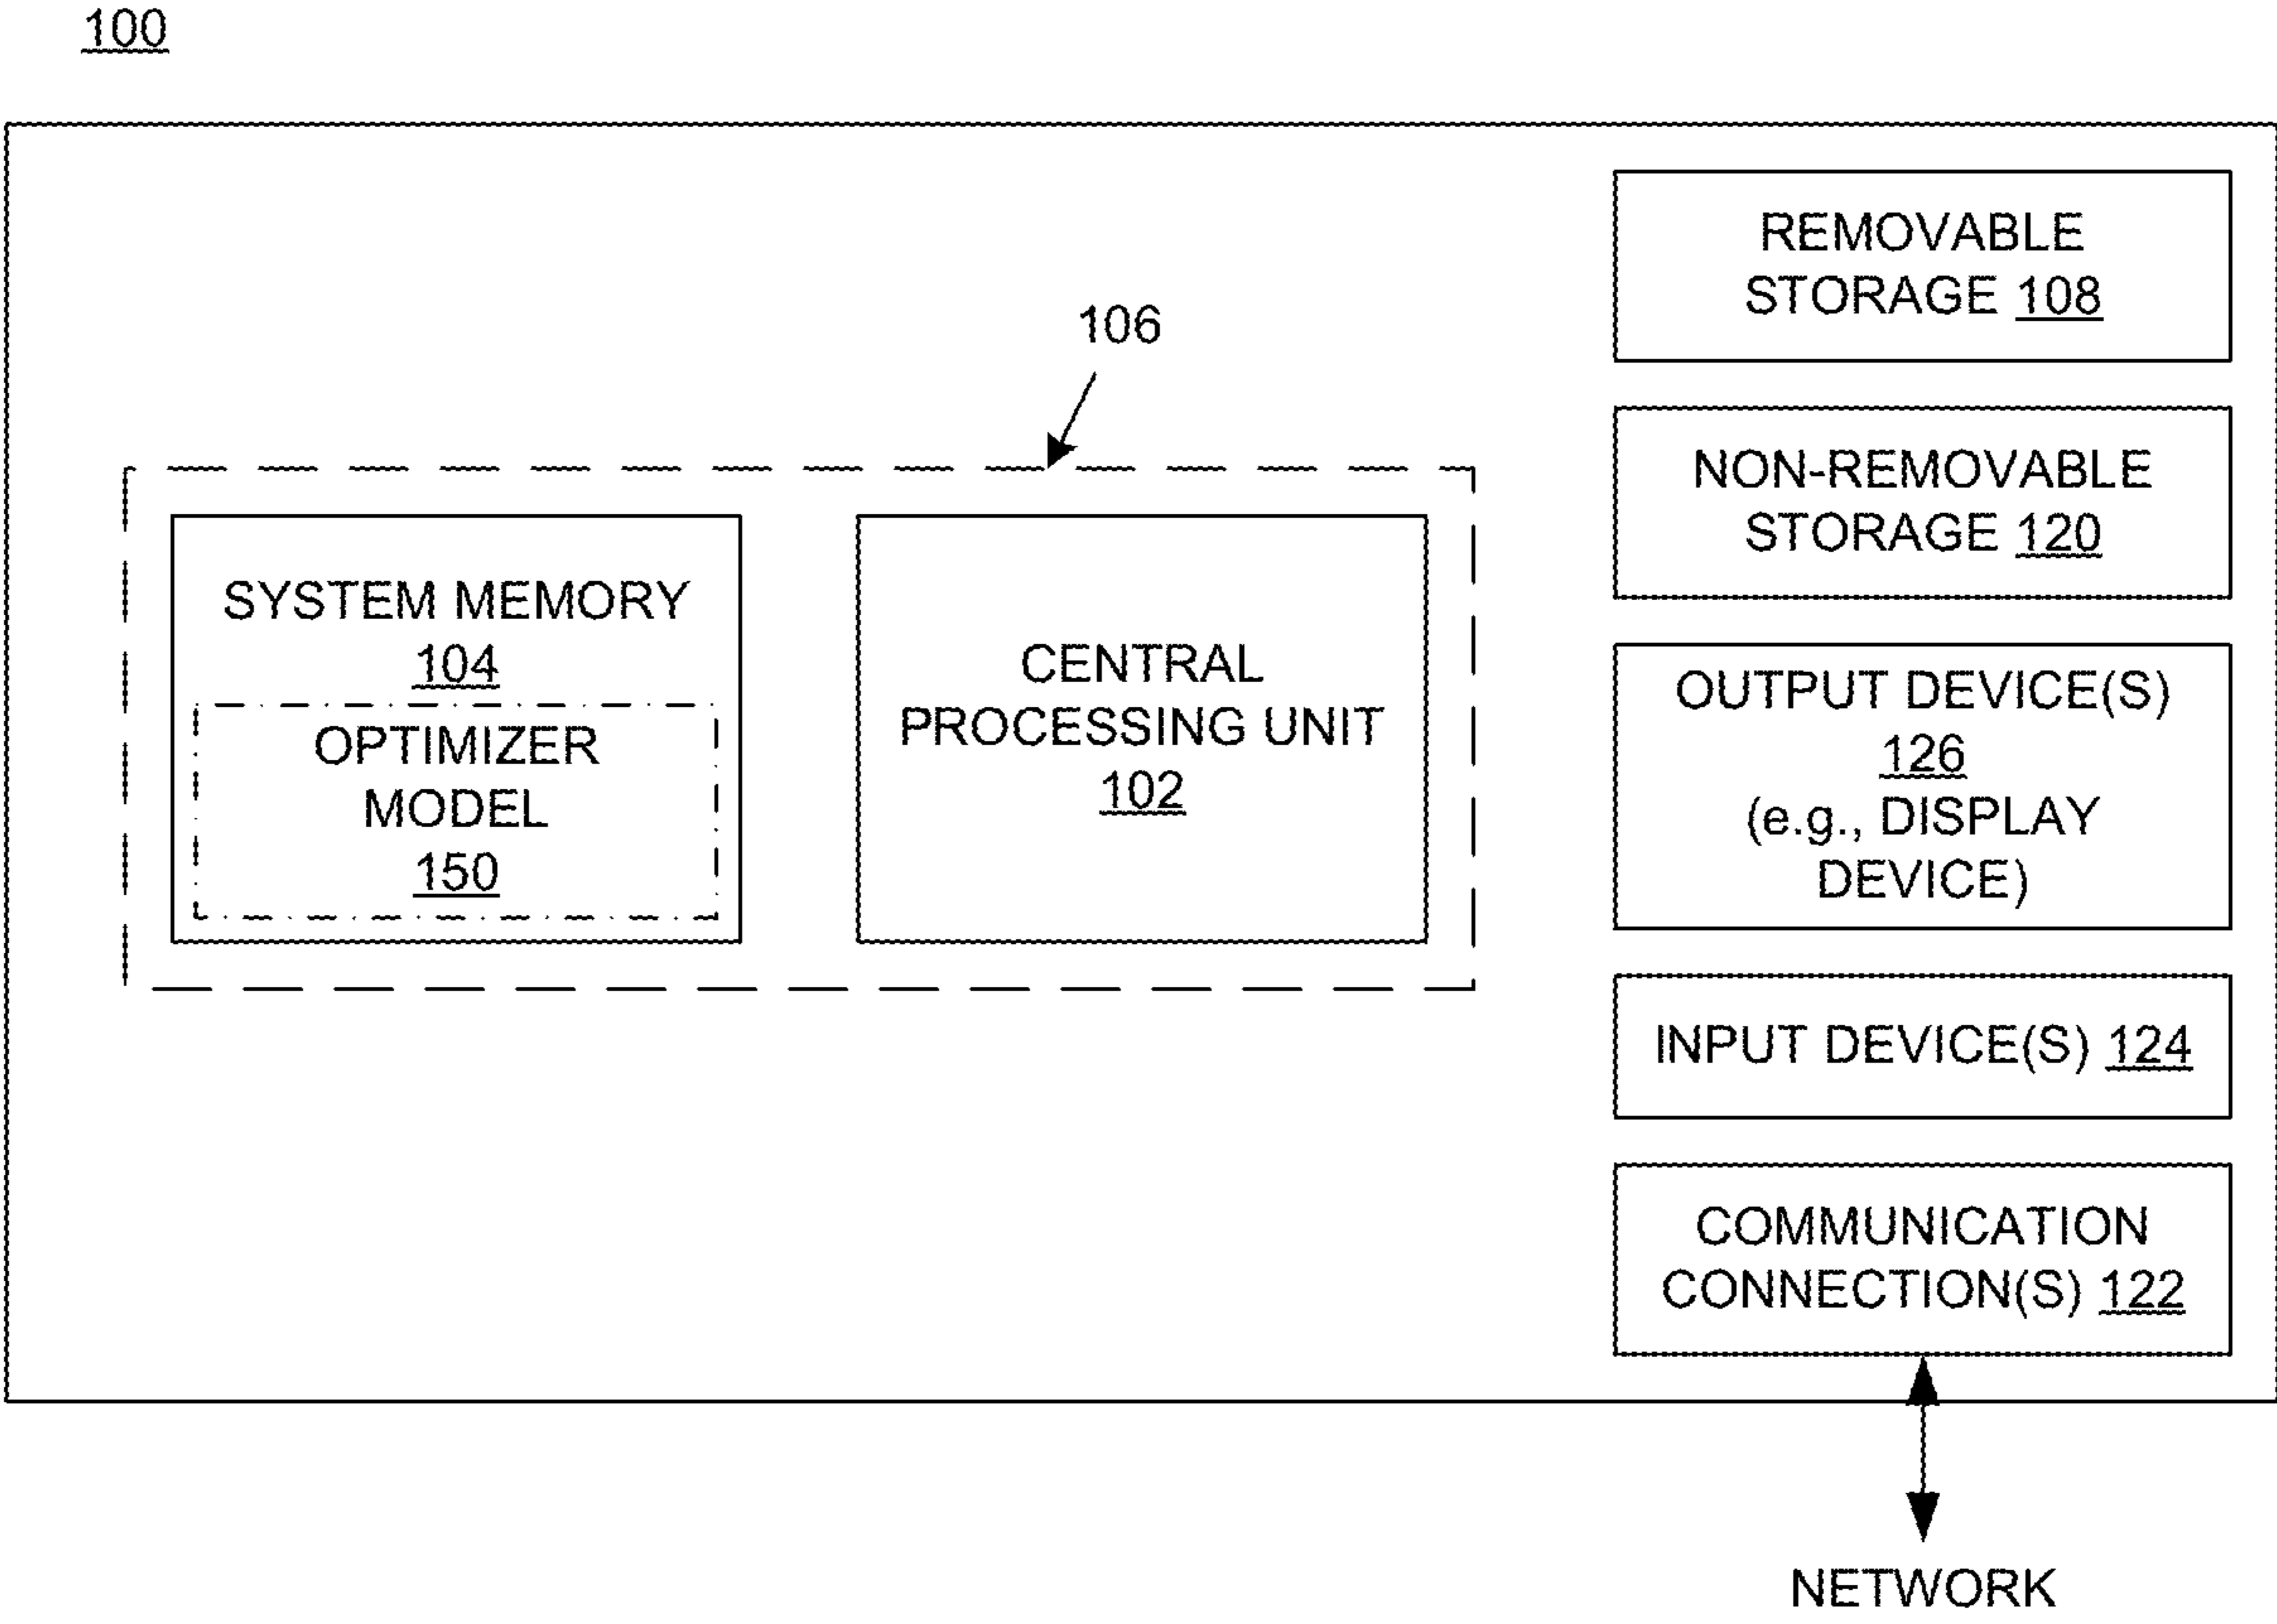 100
106
SYSTEM MEMORY
104
OPTIMIZER
MODEL
150
CENTRAL
PROCESSING UNIT
102
REMOVABLE
STORAGE 108
NON-REMOVABLE
STORAGE 120
OUTPUT DEVICE(S)
126
(e.g., DISPLAY
DEVICE)
INPUT DEVICE(S) 124
COMMUNICATION
CONNECTION(S) 122
NETWORK